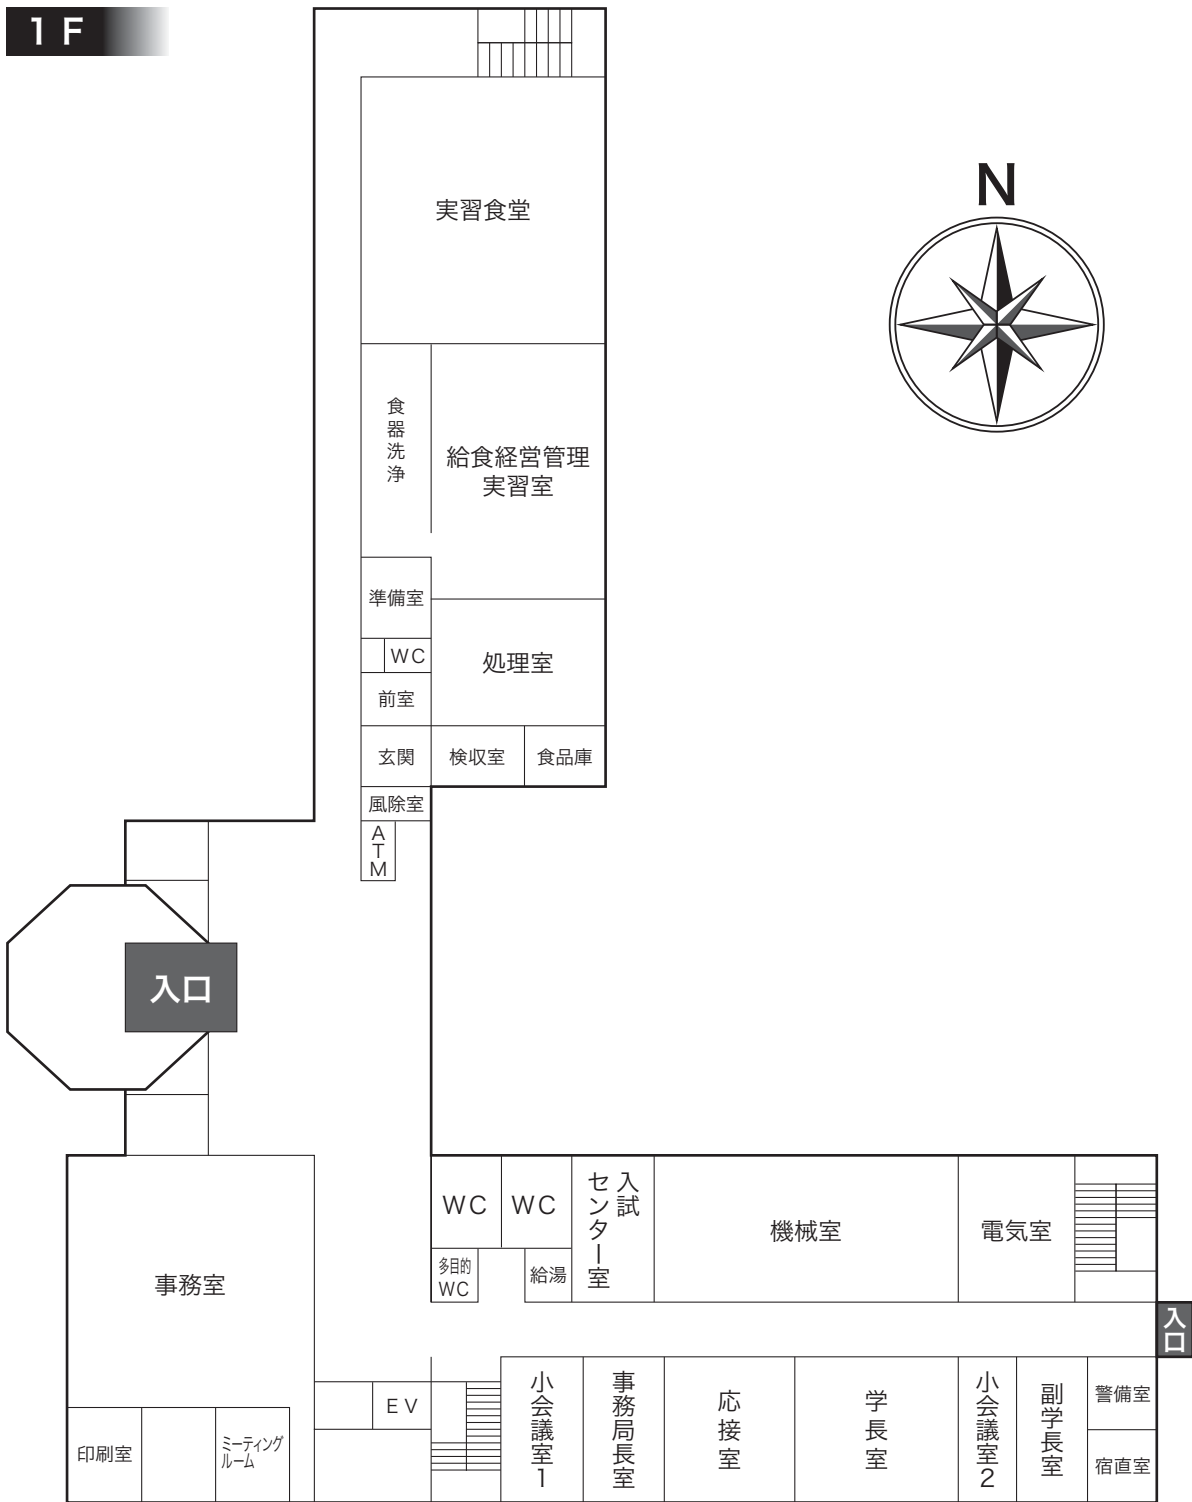 1 F
N
実習食堂
食器洗浄
給食経営管理
実習室
準備室
WC
処理室
前室
玄関
検収室
食品庫
風除室
ATM
入口
WC
WC
入試
センター室
機械室
電気室
多目的
WC
給湯
事務室
入口
EV
小会議室1
事務局長室
応接室
学長室
小会議室2
副学長室
警備室
宿直室
印刷室
ミーティング
ルーム